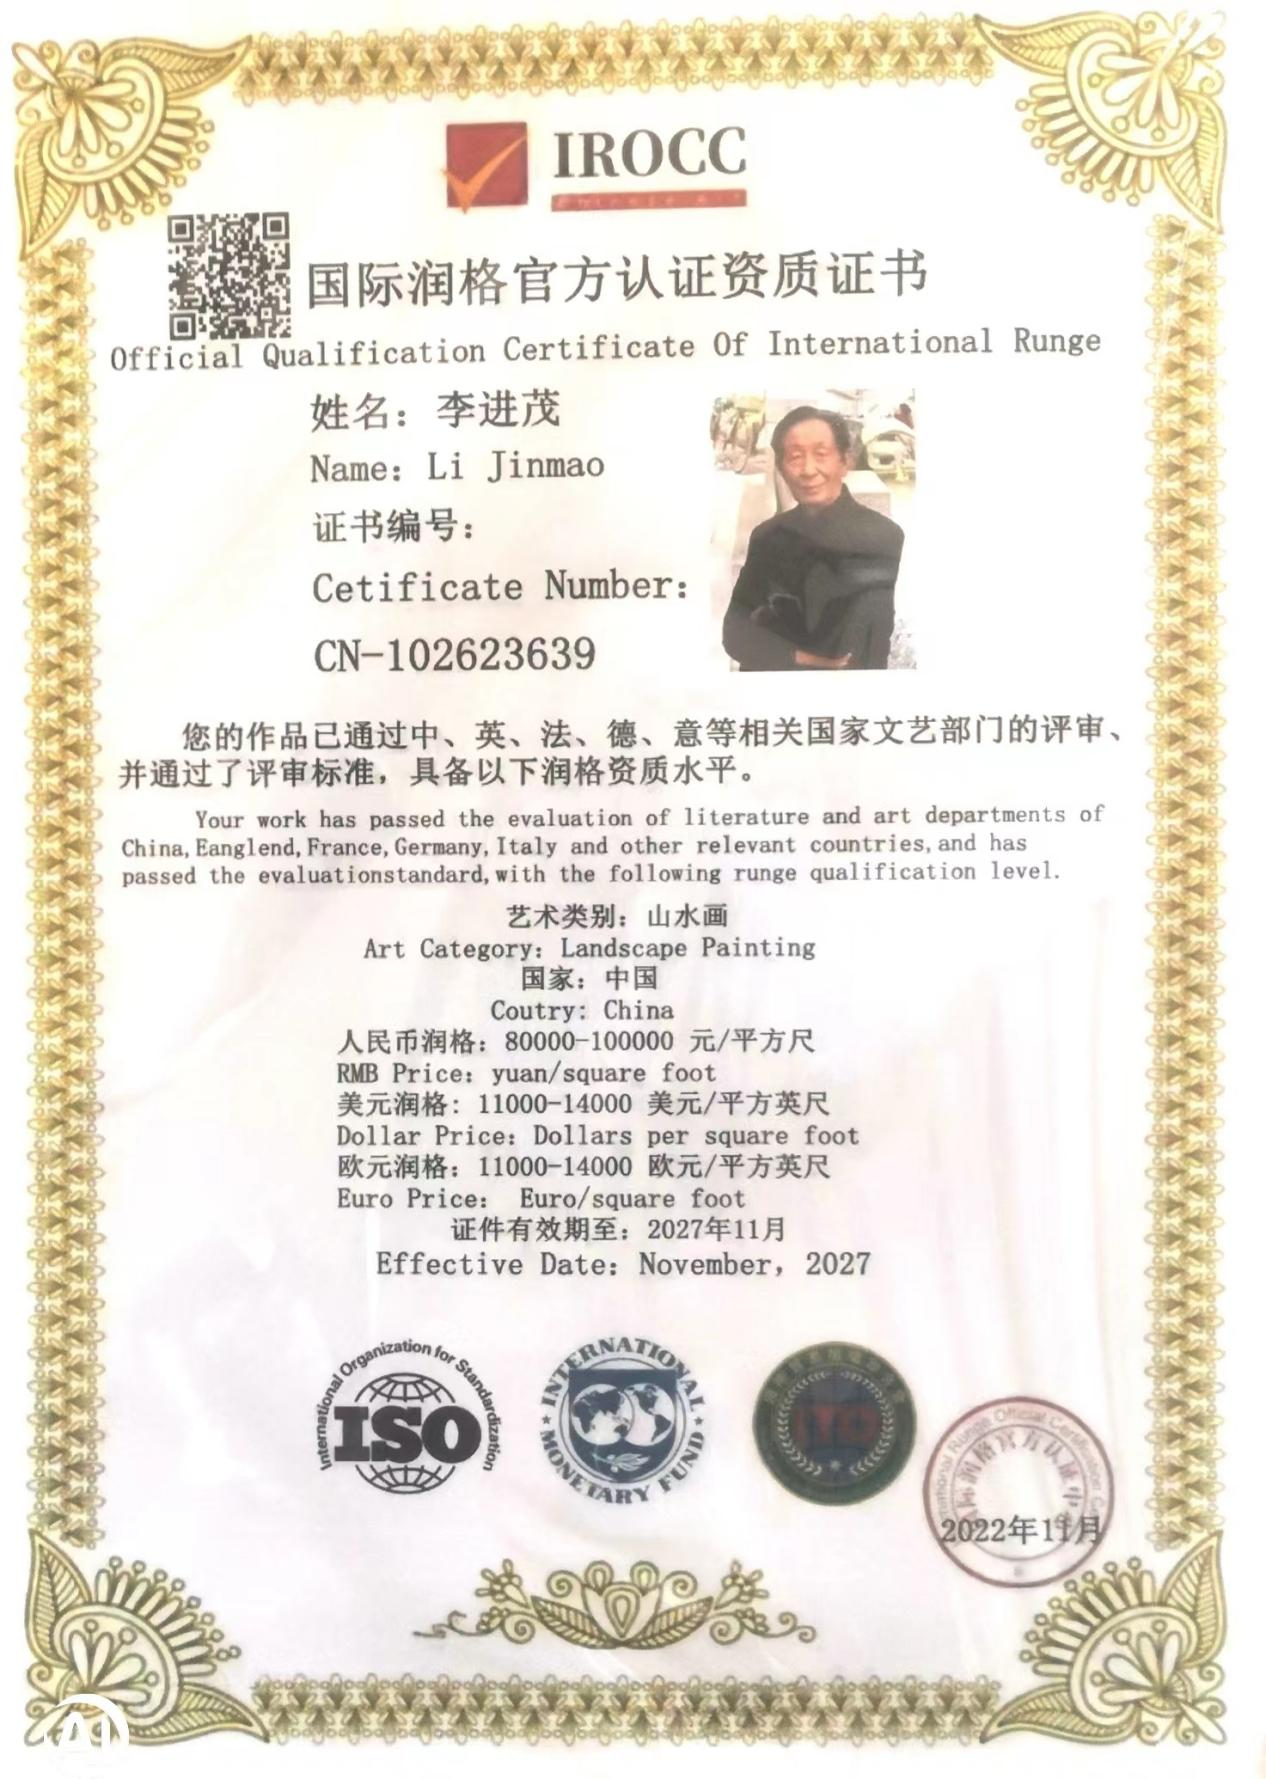 IROCC
国际润格官方认证资质证书
Official Qualification Certificate Of International Runge
姓名：李进茂
Name: Li Jinmao
证书编号：
Cetificate Number:
CN-102623639
您的作品已通过中、英、法、德、意等相关国家文艺部门的评审、
并通过了评审标准，具备以下润格资质水平。
Your work has passed the evaluation of literature and art departments of
China,Eanglend,France,Germany,Italy and other relevant countries,and has
passed the evaluationstandard,with the following runge qualification level.
艺术类别：山水画
Art Category: Landscape Painting
国家：中国
Coutry: China
人民币润格：80000-100000 元/平方尺
RMB Price: yuan/square foot
美元润格：11000-14000 美元/平方英尺
Dollar Price: Dollars per square foot
欧元润格：11000-14000 欧元/平方英尺
Euro Price: Euro/square foot
证件有效期至：2027年11月
Effective Date: November, 2027
International Organization for Standardization
ISO
INTERNATIONAL
MONETARY FUND
2022年11月
AI